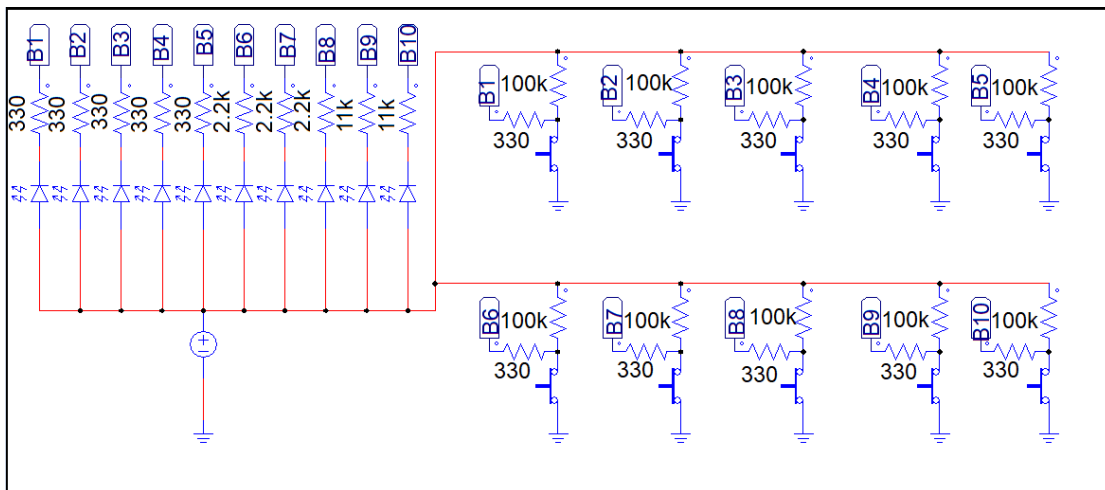 B1 B2 B3 B4 B5 B6 B7 B8 B9 B10
330 330 330 330 330 2.2k 2.2k 2.2k 11k 11k
B1 100k B2 100k B3 100k B4 100k B5 100k
330 330 330 330 330
B6 100k B7 100k B8 100k B9 100k B10 100k
330 330 330 330 330